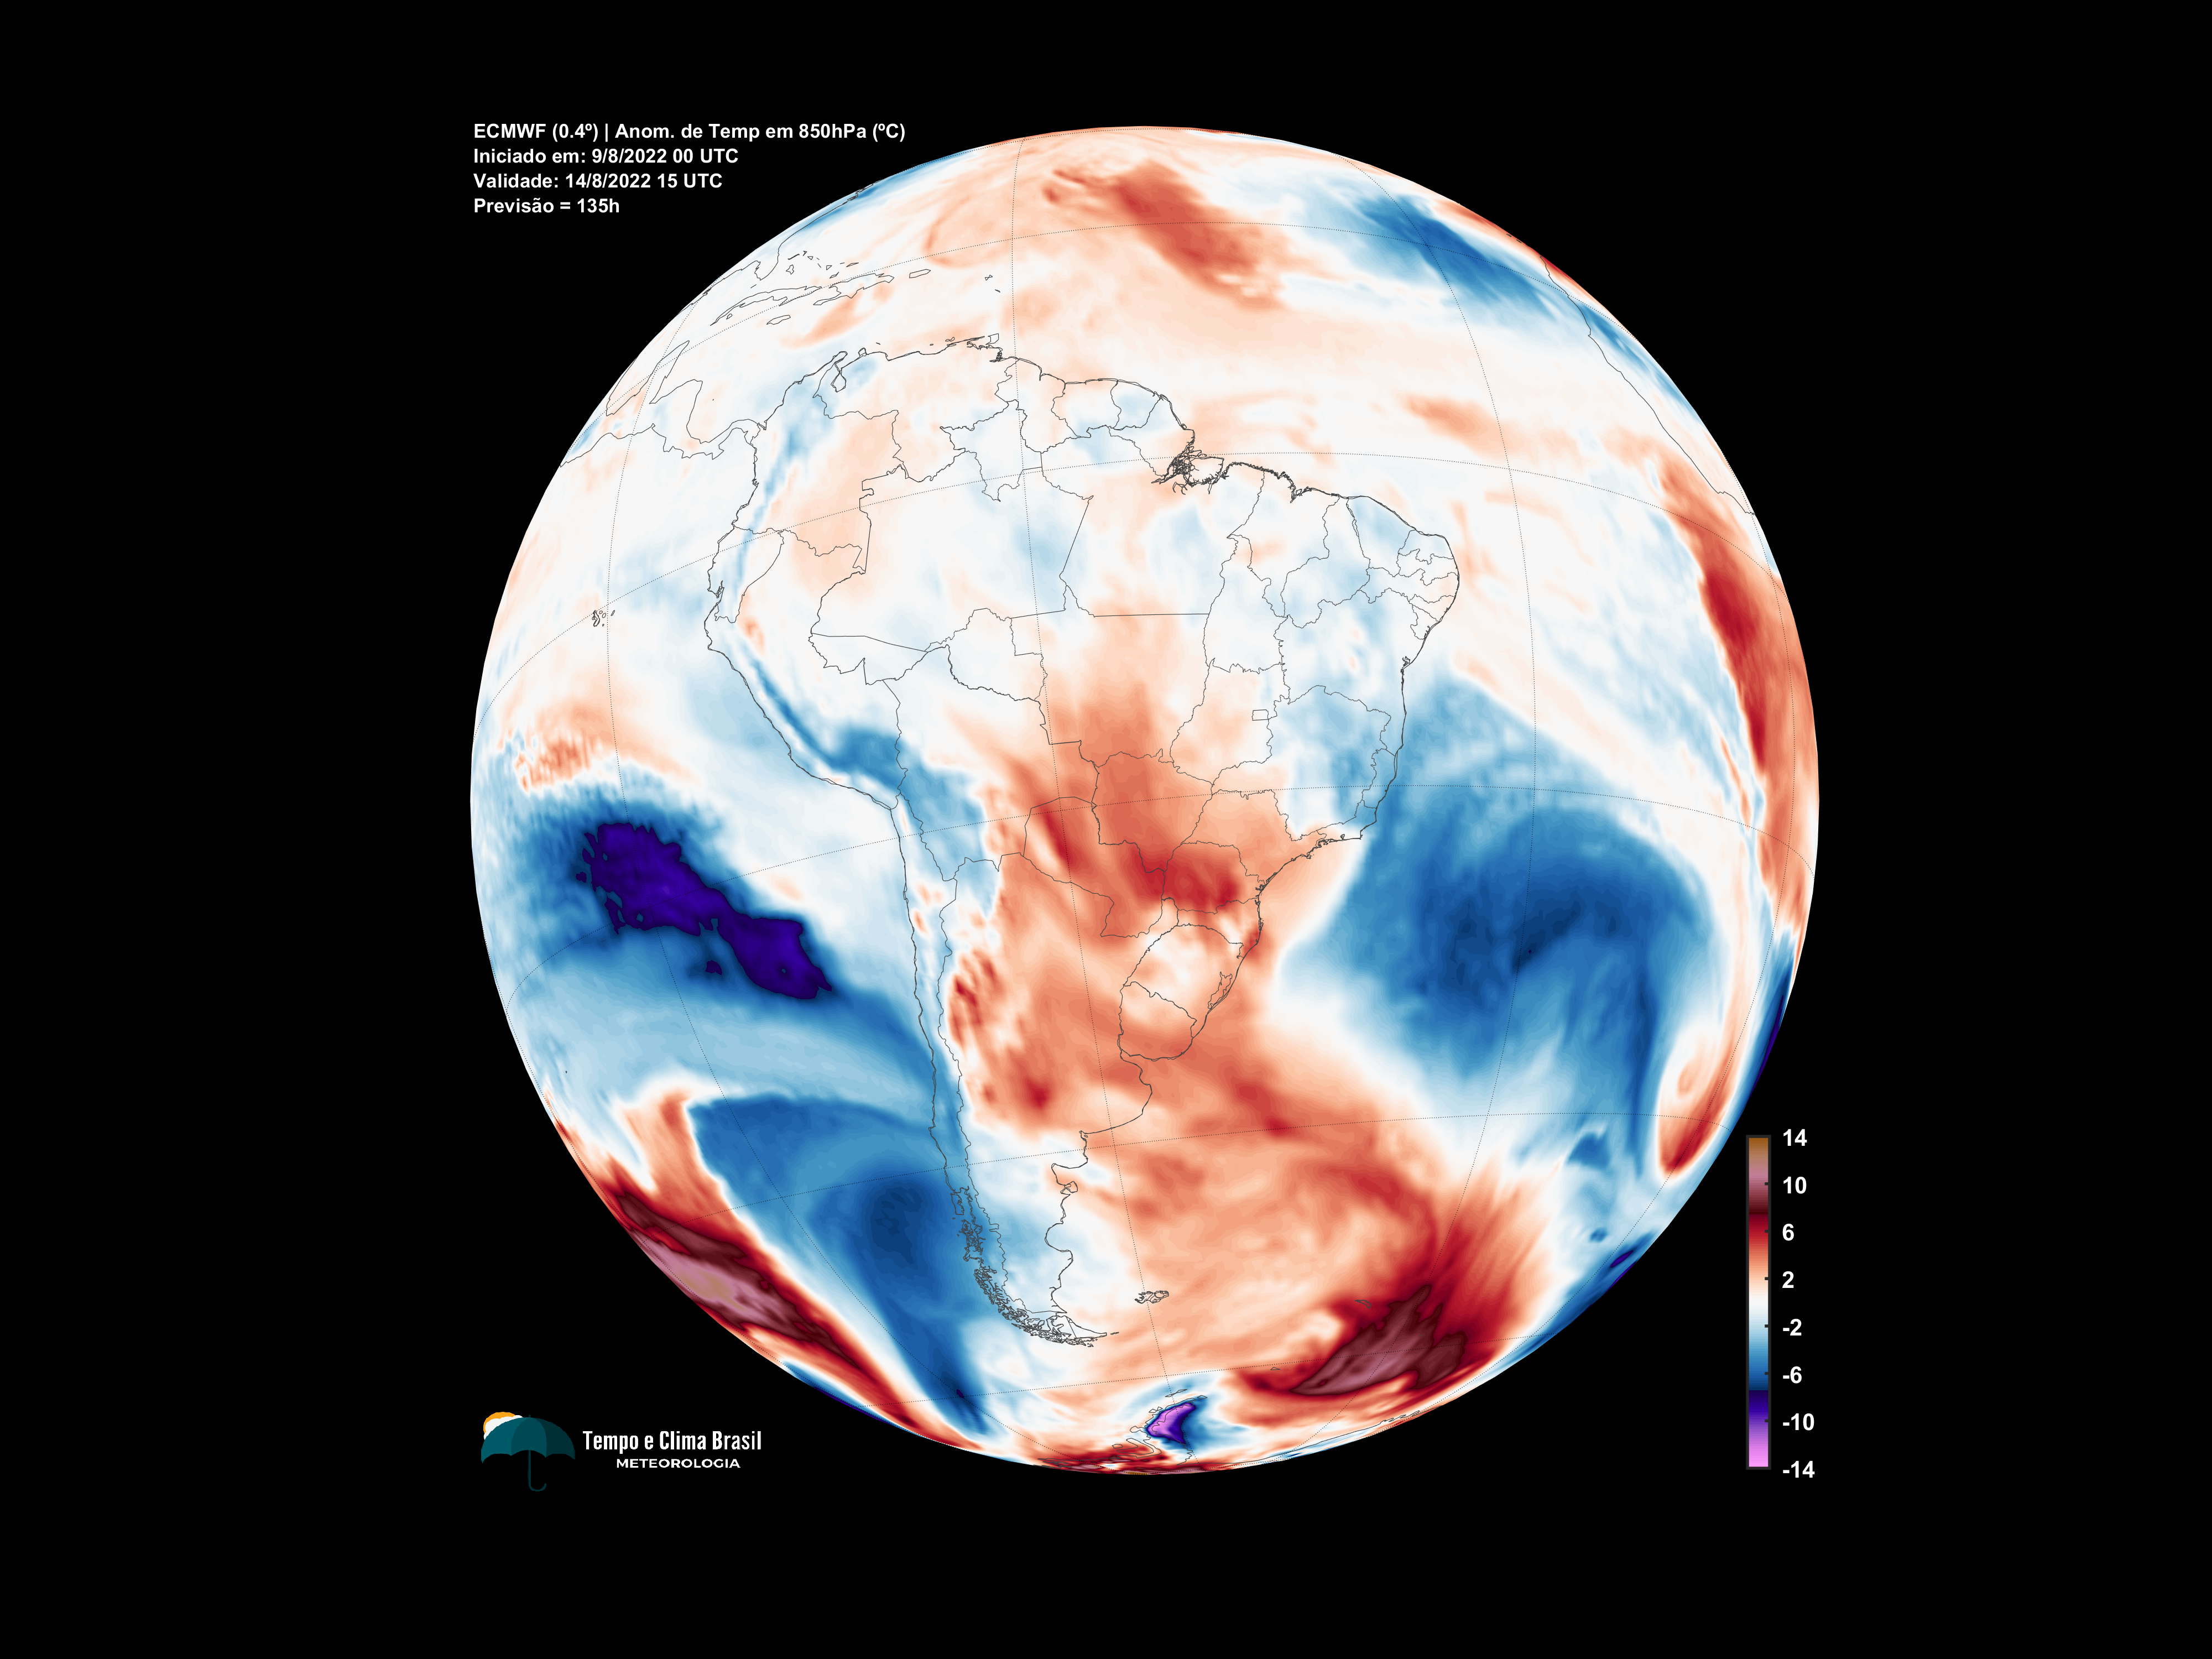 ECMWF (0.4º) | Anom. de Temp em 850hPa (ºC)
Iniciado em: 9/8/2022 00 UTC
Validade: 14/8/2022 15 UTC
Previsão = 135h
14
10
6
2
-2
-6
-10
-14
Tempo e Clima Brasil
METEOROLOGIA